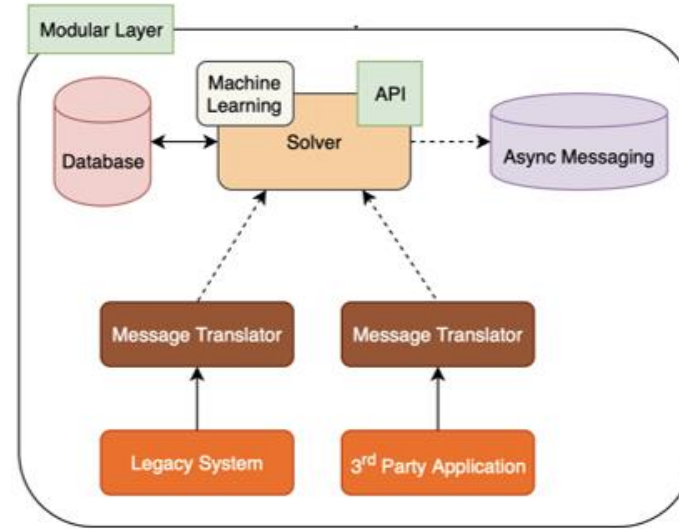 Modular Layer
Machine
Learning
API
Database
Solver
Async Messaging
Message Translator
Message Translator
Legacy System
3rd Party Application